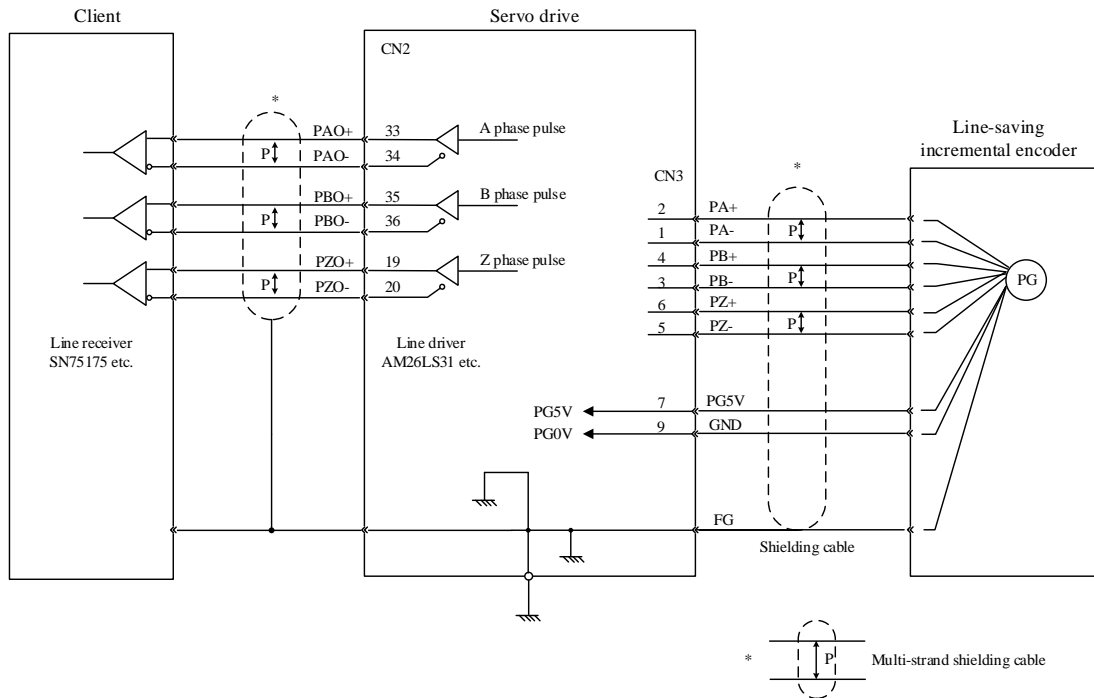 Client
Servo drive
CN2
*
PAO+
33
A phase pulse
P
PAO-
34
PBO+
35
B phase pulse
P
PBO-
36
PZO+
19
Z phase pulse
P
PZO-
20
Line receiver
SN75175 etc.
Line driver
AM26LS31 etc.
CN3
*
Line-saving
incremental encoder
2
PA+
P
1
PA-
4
PB+
P
3
PB-
6
PZ+
P
5
PZ-
PG
PG5V
7
PG5V
PG0V
9
GND
FG
Shielding cable
*
P
Multi-strand shielding cable